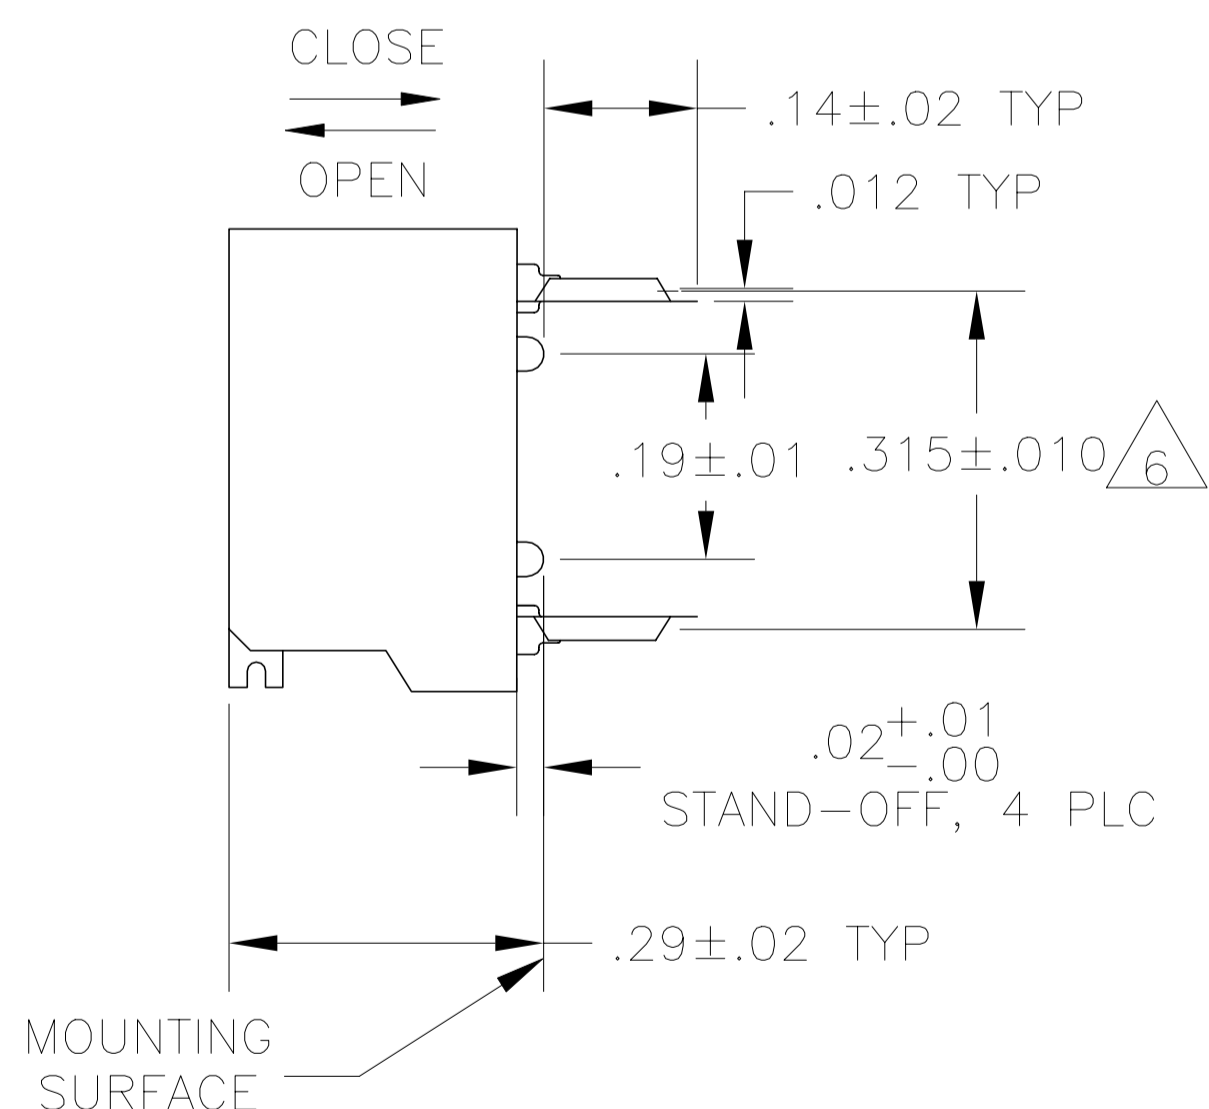 CLOSE
OPEN
.14±.02 TYP
.012 TYP
.19±.01
.315±.010
6
.02 +.01
−.00
STAND−OFF, 4 PLC
.29±.02 TYP
MOUNTING
SURFACE